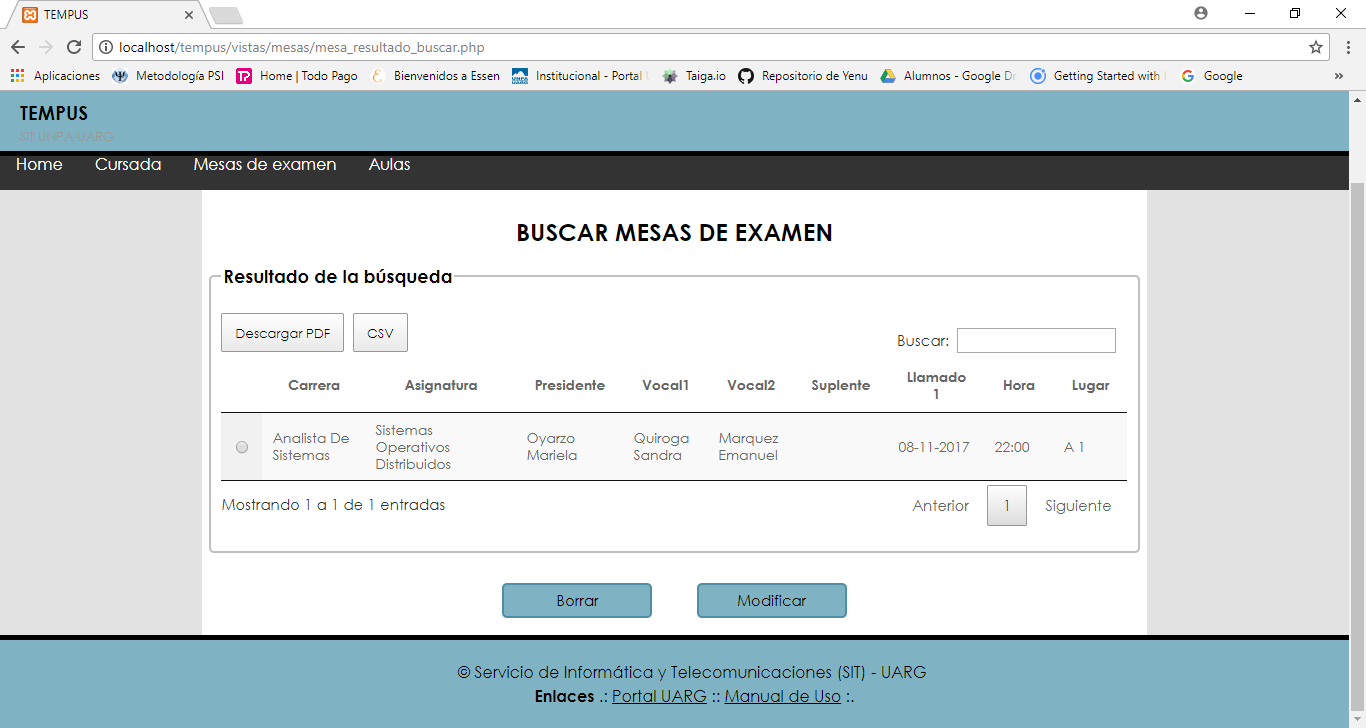 TEMPUS
localhost/tempus/vistas/mesas/mesa_resultado_buscar.php
Aplicaciones Metodología PSI Home | Todo Pago Bienvenidos a Essen Institucional - Portal Taiga.io Repositorio de Yenu Alumnos - Google Dr Getting Started with Google »
TEMPUS
SIT-UNPA-UARG
Home Cursada Mesas de examen Aulas
BUSCAR MESAS DE EXAMEN
Resultado de la búsqueda
Descargar PDF CSV
Buscar:
Carrera Asignatura Presidente Vocal1 Vocal2 Suplente Llamado 1 Hora Lugar
Analista De Sistemas Sistemas Operativos Distribuidos Oyarzo Mariela Quiroga Sandra Marquez Emanuel 08-11-2017 22:00 A 1
Mostrando 1 a 1 de 1 entradas
Anterior 1 Siguiente
Borrar Modificar
© Servicio de Informática y Telecomunicaciones (SIT) - UARG
Enlaces .: Portal UARG :: Manual de Uso :.